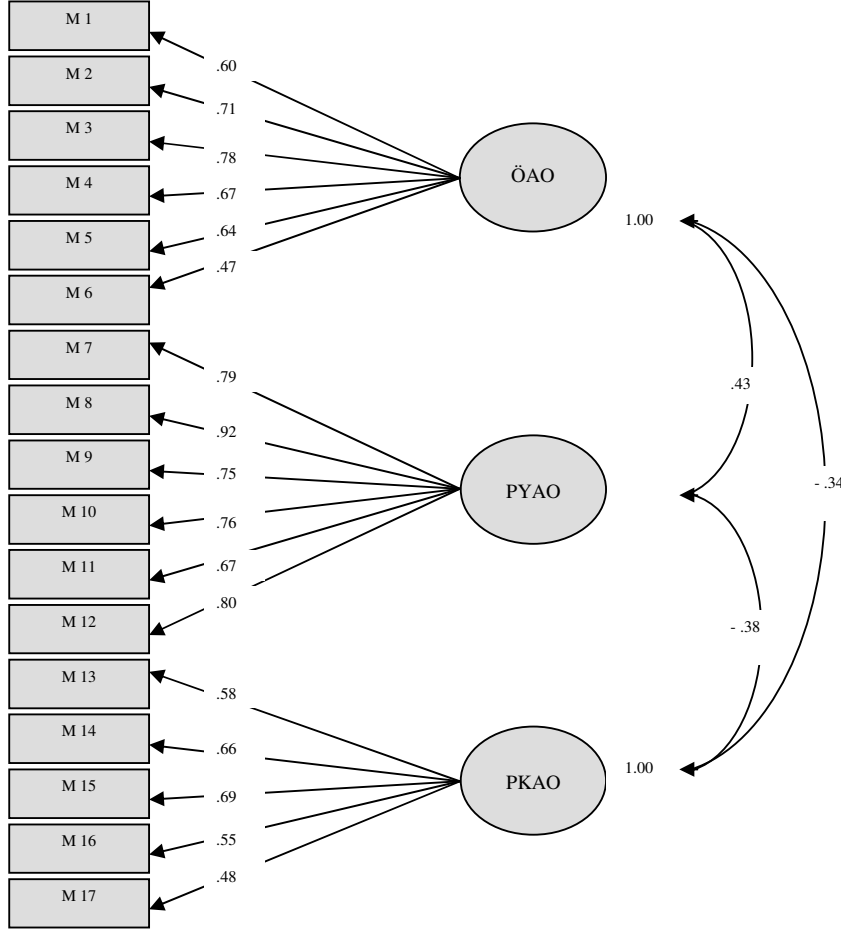 M 1
M 2
M 3
M 4
M 5
M 6
M 7
M 8
M 9
M 10
M 11
M 12
M 13
M 14
M 15
M 16
M 17
.60
.71
.78
.67
.64
.47
.79
.92
.75
.76
.67
.80
.58
.66
.69
.55
.48
ÖAO
PYAO
PKAO
1.00
1.00
.43
- .34
- .38